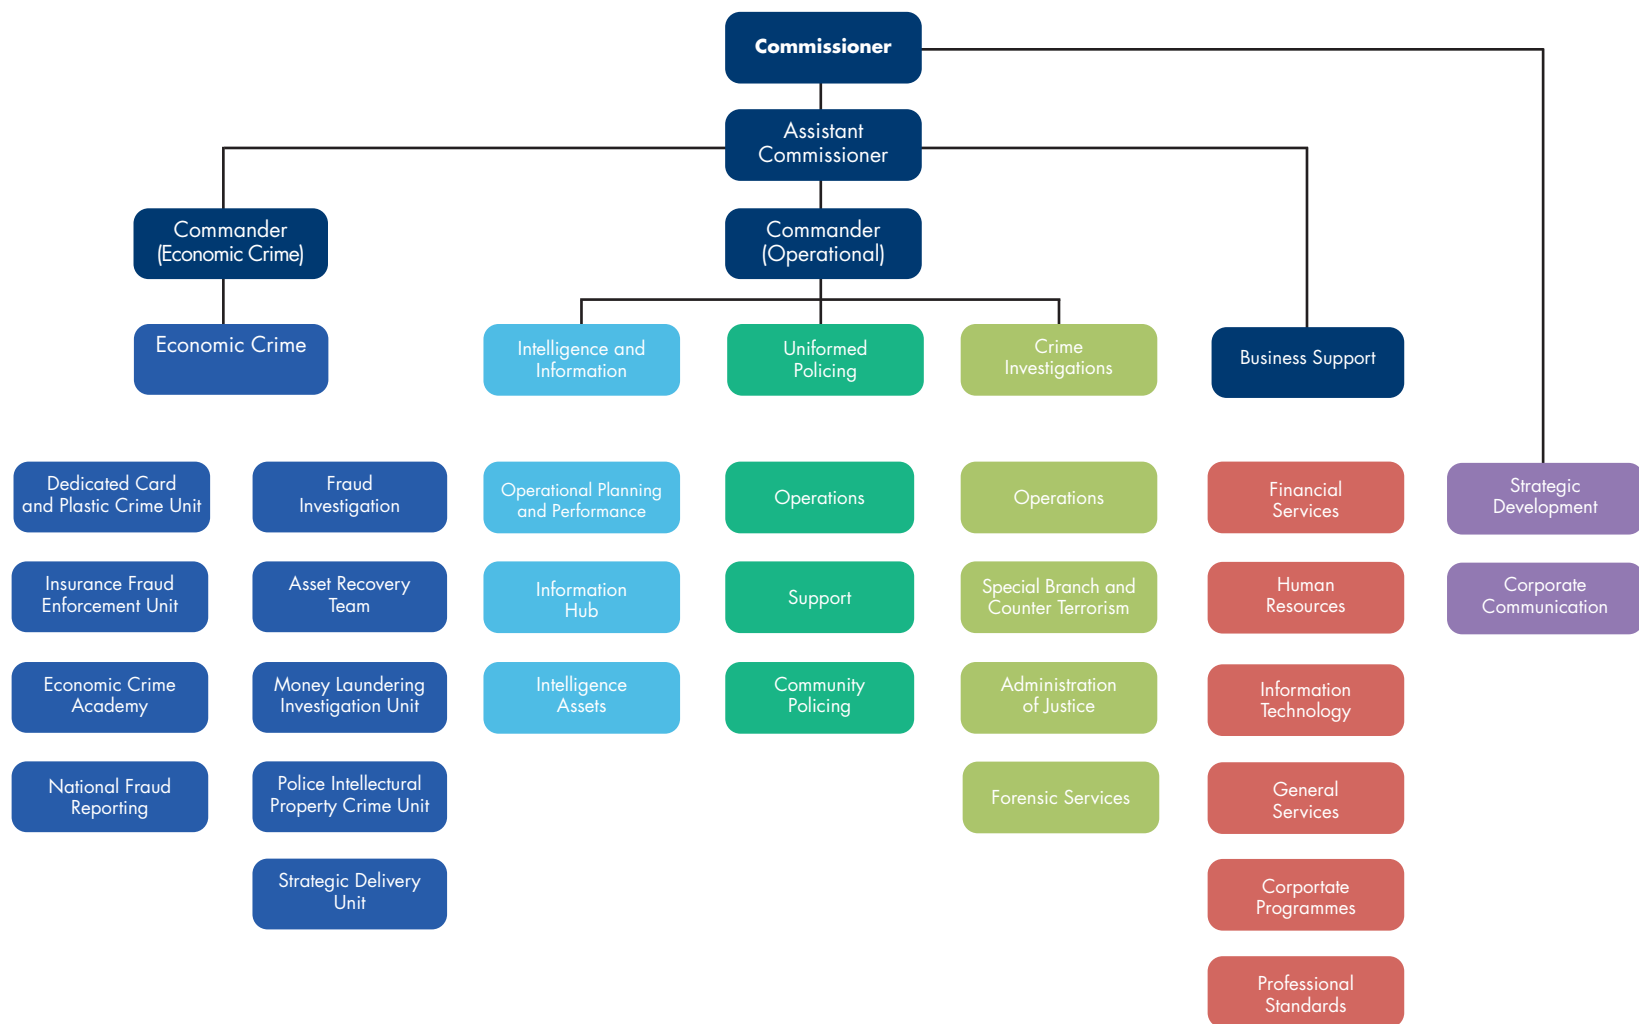 Commissioner
Assistant
Commissioner
Commander
(Economic Crime)
Commander
(Operational)
Economic Crime
Intelligence and
Information
Uniformed
Policing
Crime
Investigations
Business Support
Dedicated Card
and Plastic Crime Unit
Fraud
Investigation
Operational Planning
and Performance
Operations
Operations
Financial
Services
Strategic
Development
Insurance Fraud
Enforcement Unit
Asset Recovery
Team
Information
Hub
Support
Special Branch and
Counter Terrorism
Human
Resources
Corporate
Communication
Economic Crime
Academy
Money Laundering
Investigation Unit
Intelligence
Assets
Community
Policing
Administration
of Justice
Information
Technology
National Fraud
Reporting
Police Intellectural
Property Crime Unit
Forensic Services
General
Services
Strategic Delivery
Unit
Corportate
Programmes
Professional
Standards